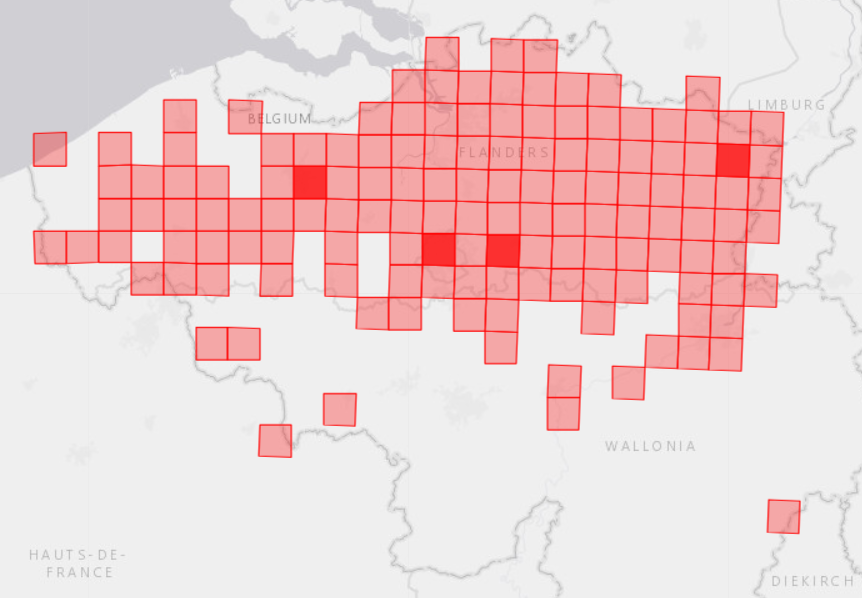 LIMBURG
BELGIUM
FLANDERS
WALLONIA
HAUTS-DE-
FRANCE
DIEKIRCH